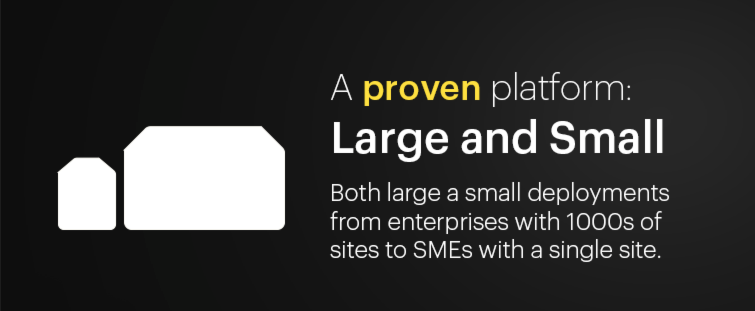 A proven platform:
Large and Small
Both large a small deployments
from enterprises with 1000s of
sites to SMEs with a single site.